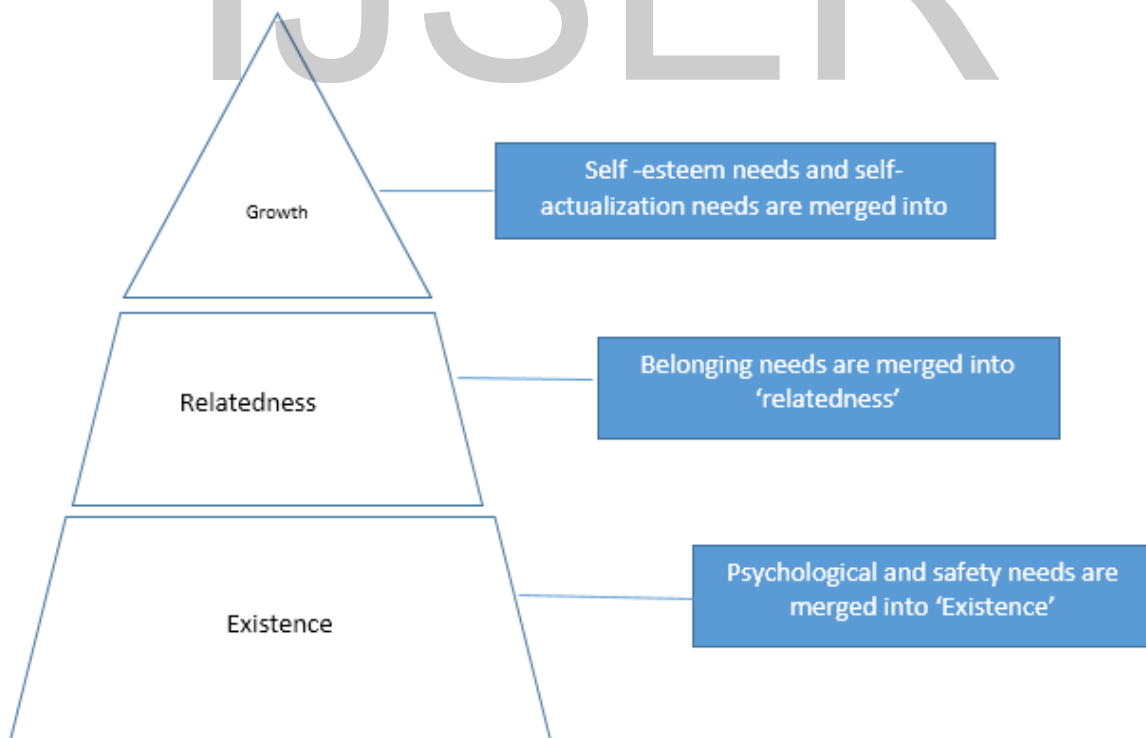 IJSER
Self -esteem needs and self-
actualization needs are merged into
Growth
Belonging needs are merged into
‘relatedness’
Relatedness
Psychological and safety needs are
merged into ‘Existence’
Existence